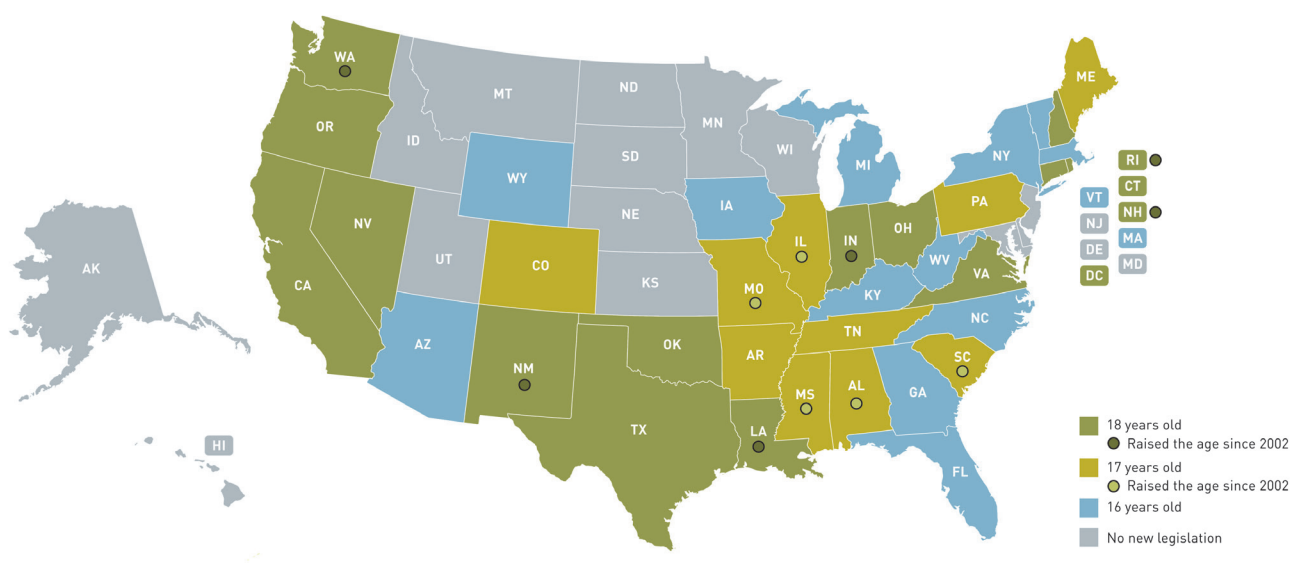 WA
ME
MT
ND
OR
MN
ID
SD
WI
NY
MI
RI
WY
CT
VT
PA
IA
NH
NE
NJ
NV
OH
MA
IL
IN
DE
UT
WV
MD
CO
AK
VA
DC
CA
KS
MO
KY
NC
TN
AZ
OK
AR
SC
NM
MS
AL
GA
TX
LA
HI
FL
18 years old
Raised the age since 2002
17 years old
Raised the age since 2002
16 years old
No new legislation